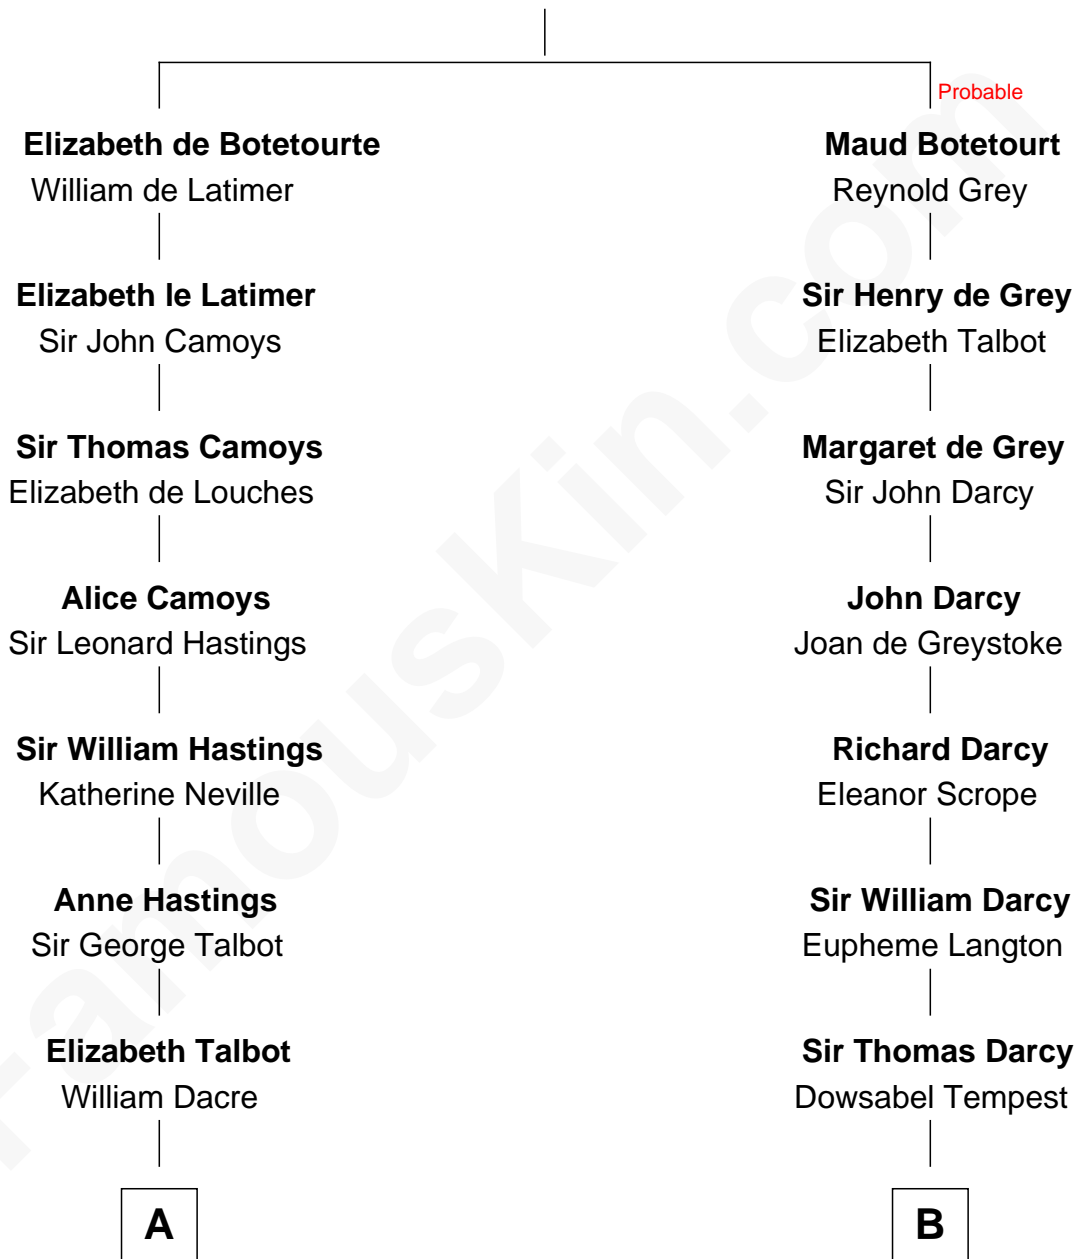 Probable
Elizabeth de Botetourte
William de Latimer
Maud Botetourt
Reynold Grey
Elizabeth le Latimer
Sir John Camoys
Sir Henry de Grey
Elizabeth Talbot
Sir Thomas Camoys
Elizabeth de Louches
Margaret de Grey
Sir John Darcy
Alice Camoys
Sir Leonard Hastings
John Darcy
Joan de Greystoke
Sir William Hastings
Katherine Neville
Richard Darcy
Eleanor Scrope
Anne Hastings
Sir George Talbot
Sir William Darcy
Eupheme Langton
Elizabeth Talbot
William Dacre
Sir Thomas Darcy
Dowsabel Tempest
A
B
FamousKin.com